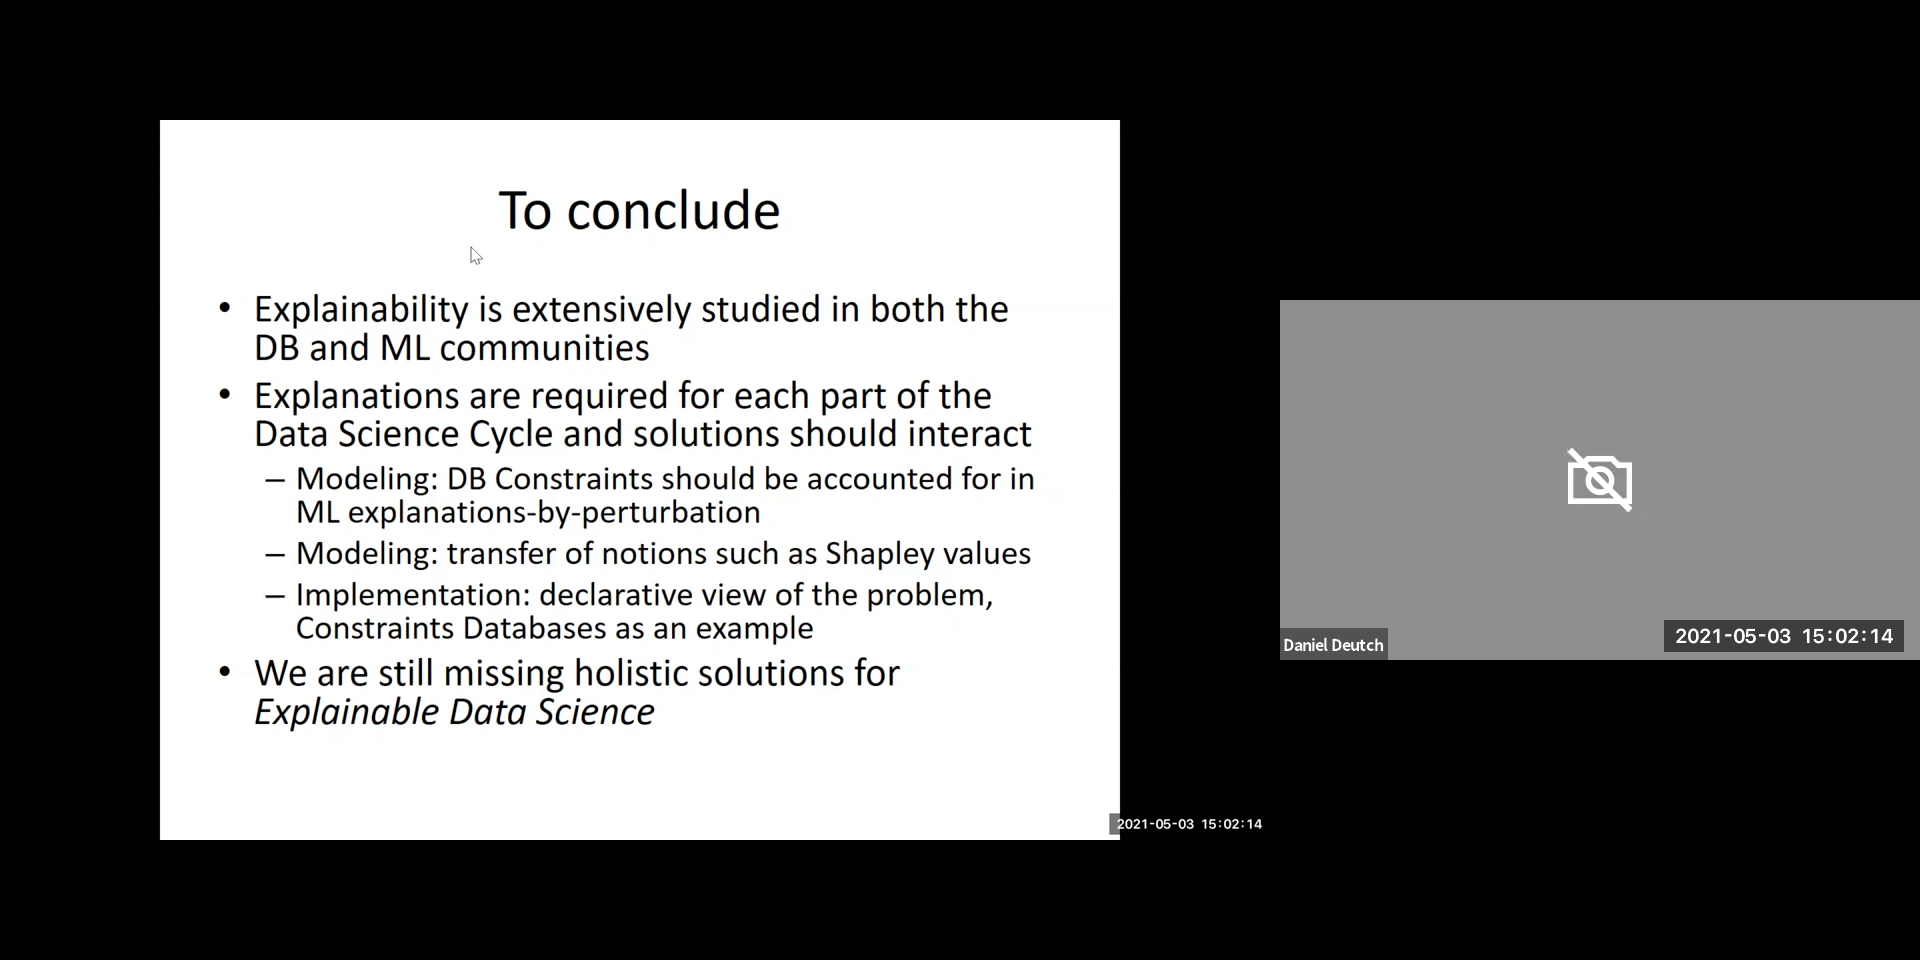 To conclude
• Explainability is extensively studied in both the
DB and ML communities
• Explanations are required for each part of the
Data Science Cycle and solutions should interact
– Modeling: DB Constraints should be accounted for in
ML explanations-by-perturbation
– Modeling: transfer of notions such as Shapley values
– Implementation: declarative view of the problem,
Constraints Databases as an example
• We are still missing holistic solutions for
Explainable Data Science
2021-05-03 15:02:14
Daniel Deutch
2021-05-03 15:02:14